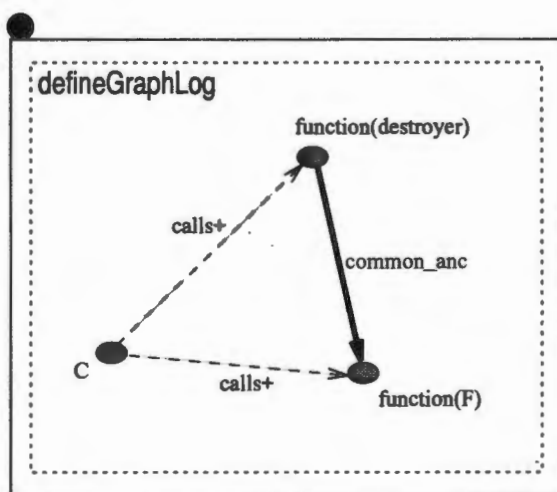 defineGraphLog
function(destroyer)
calls+
common_anc
C
calls+
function(F)